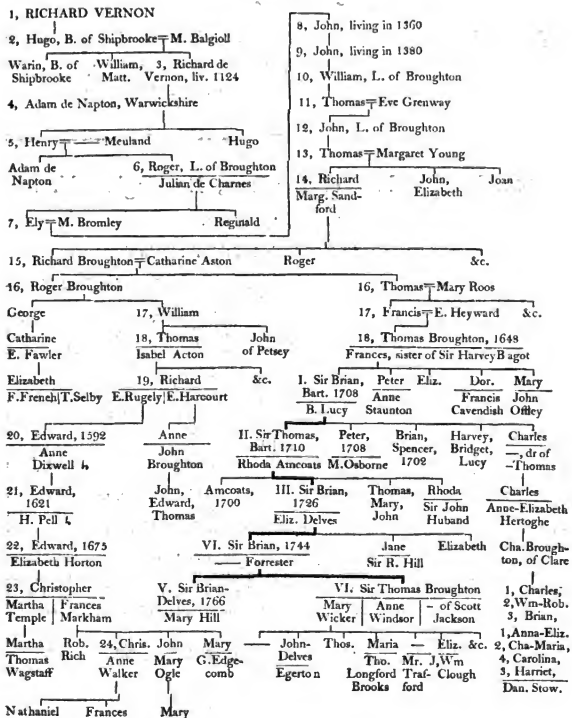 1, RICHARD VERNON
2, Hugo, B. of Shipbrooke M. Balgioll
Warin, B. of William, 3, Richard de
Shipbrooke Matt. Vernon, liv. 1124
4, Adam de Napton, Warwickshire
5, Henry — Meuland Hugo
Adam de 6, Roger, L. of Broughton
Napton Julian de Charnes
7, Ely M. Bromley Reginald
8, John, living in 1360
9, John, living in 1380
10, William, L. of Broughton
11, Thomas Eve Grenway
12, John, L. of Broughton
13, Thomas Margaret Young
14, Richard John, Joan
Marg. Sand- Elizabeth
ford
15, Richard Broughton Catharine Aston Roger &c.
16, Roger Broughton 16, Thomas Mary Roos
George 17, William 17, Francis E. Heyward &c.
Catharine 18, Thomas John 18, Thomas Broughton, 1648
E. Fawler Isabel Acton of Petsey Frances, sister of Sir Harvey Bagot
Elizabeth 19, Richard &c. I. Sir Brian, Peter Eliz. Dor. Mary
F. French T. Selby E. Rugely E. Harcourt Bart. 1708 Anne Francis John
B. Lucy Staunton Cavendish Offley
20, Edward, 1592 Anne II. Sir Thomas, Peter, Brian, Harvey, Charles
Anne John Bart. 1710 1708 Spencer, Bridget, —, dr of
Dixwell Broughton Rhoda Amcoats M. Osborne 1702 Lucy Thomas
21, Edward, John, Amcoats, III. Sir Brian, Thomas, Rhoda Charles
1621 Edward, 1700 1726 Mary, Sir John Anne-Elizabeth
H. Pell Thomas Eliz. Delves John Huband Hertoghe
22, Edward, 1675 VI. Sir Brian, 1744 Jane Elizabeth Cha. Brough-
Elizabeth Horton — Forrester Sir R. Hill ton, of Clare
23, Christopher V. Sir Brian- VI. Sir Thomas Broughton 1, Charles,
Martha Frances Delves, 1766 Mary Anne - of Scott 2, Wm-Rob.
Temple Markham Mary Hill Wicker Windsor Jackson 3, Brian,
Martha Rob. 24, Chris. John Mary — John- Thos. Maria — Eliz. &c. 1, Anna-Eliz.
Thomas Rich Anne Mary G. Edge- Delves Tho. Mr. J, Wm 2, Cha-Maria,
Wagstaff Walker Ogle comb Egerton Longford Traf- Clough 4, Carolina,
Brooks ford 3, Harriet,
Dan. Stow.
Nathaniel Frances Mary